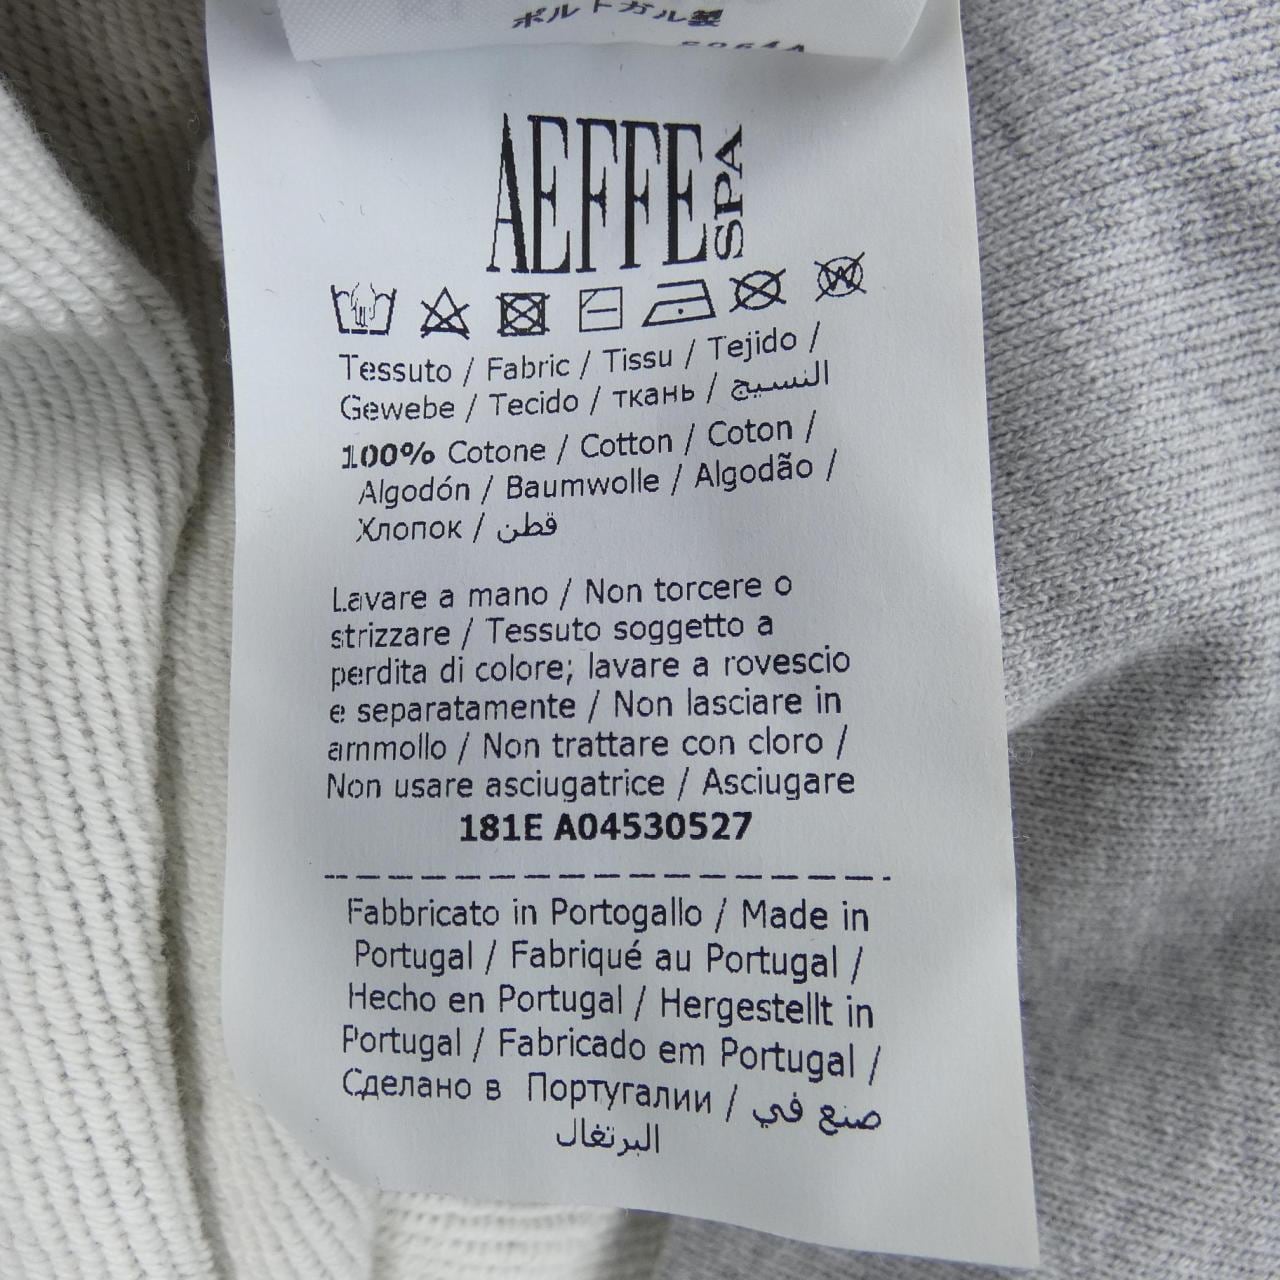 ポルトガル製
AEFFE SPA
Tessuto / Fabric / Tissu / Tejido /
Gewebe / Tecido / ткань / النسيج
100% Cotone / Cotton / Coton /
Algodón / Baumwolle / Algodão /
Хлопок / قطن
Lavare a mano / Non torcere o
strizzare / Tessuto soggetto a
perdita di colore; lavare a rovescio
e separatamente / Non lasciare in
ammollo / Non trattare con cloro /
Non usare asciugatrice / Asciugare
181E A04530527
Fabbricato in Portogallo / Made in
Portugal / Fabriqué au Portugal /
Hecho en Portugal / Hergestellt in
Portugal / Fabricado em Portugal /
Сделано в Португалии / صنع في
البرتغال